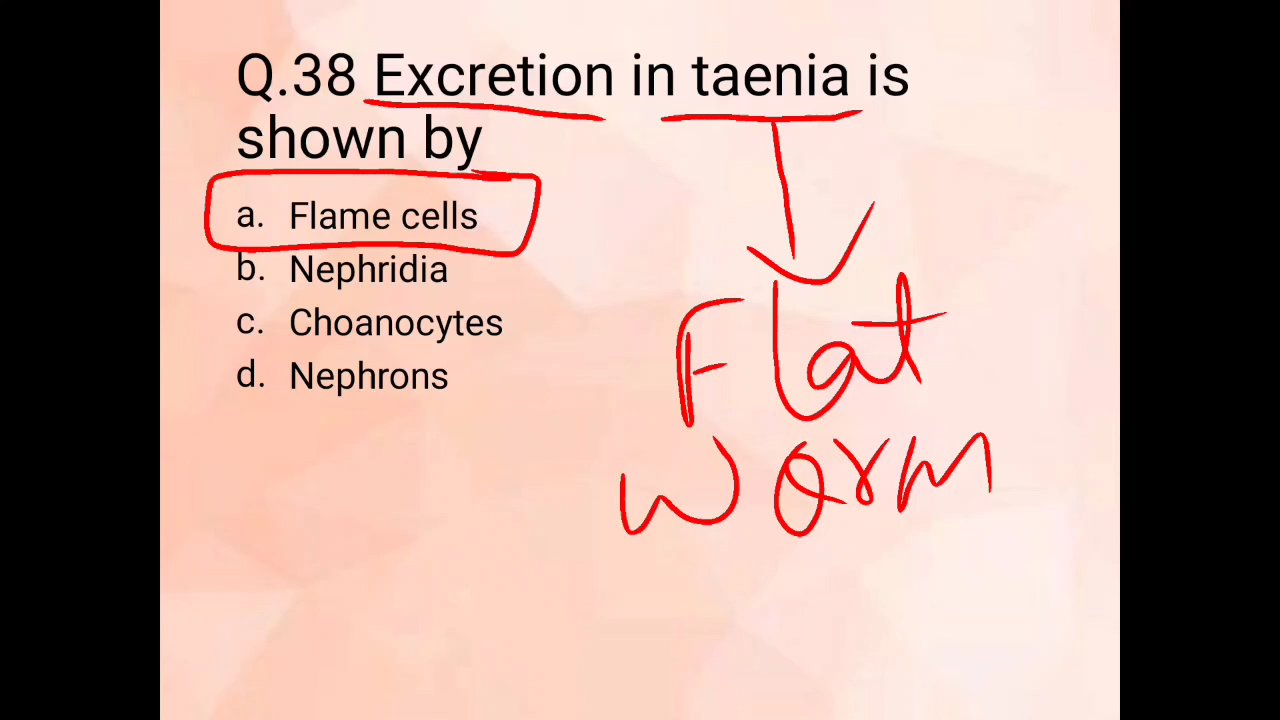 Q.38 Excretion in taenia is
shown by
a. Flame cells
b. Nephridia
c. Choanocytes
d. Nephrons
Flat
worm